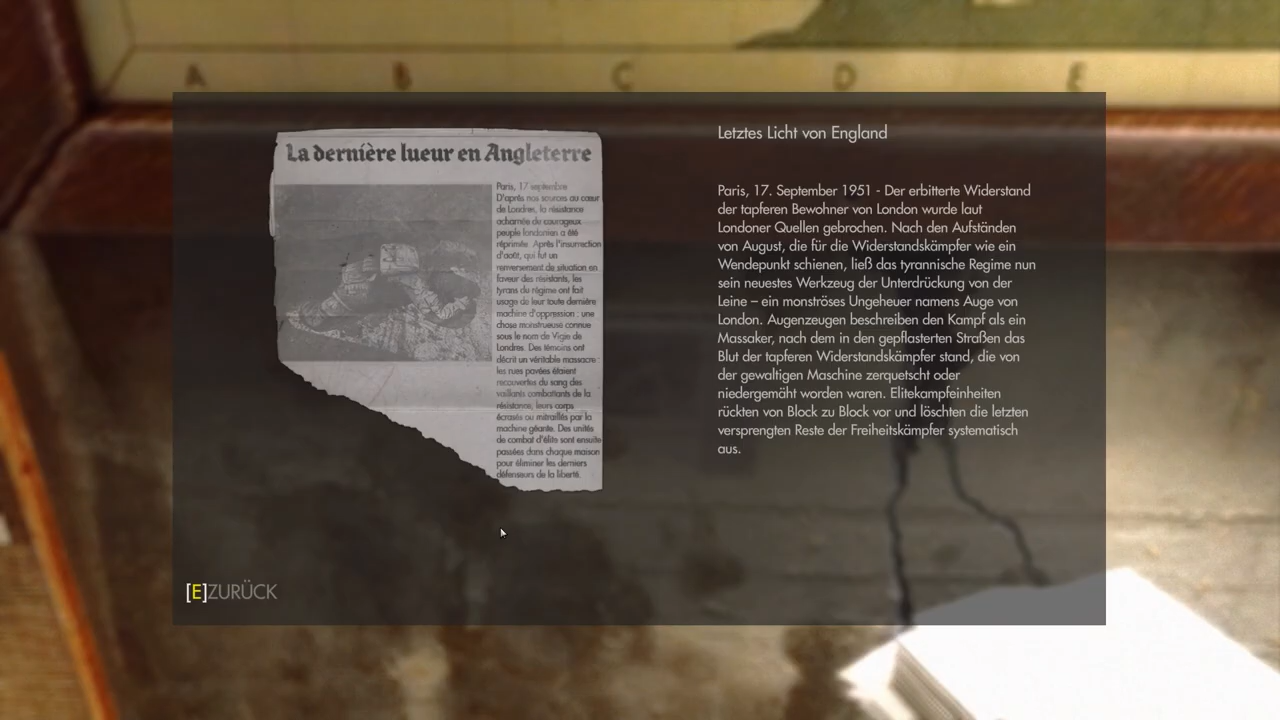 A B C D E
La dernière lueur en Angleterre
Paris, 17 septembre
D'après nos sources au cœur
de Londres, la résistance
acharnée de courageux
peuple londonien a été
réprimée. Après l'insurrection
d'août, qui fut un
renversement de situation en
faveur des résistants, les
tyrans du régime ont fait
usage de leur toute dernière
machine d'oppression : une
chose monstrueuse connue
sous le nom de Vigie de
Londres. Des témoins ont
décrit un véritable massacre :
les rues pavées étaient
recouvertes du sang des
vaillants combattants de la
résistance, leurs corps
écrasés ou mitraillés par la
machine géante. Des unités
de combat d'élite sont ensuite
passées dans chaque maison
pour éliminer les derniers
défenseurs de la liberté.
Letztes Licht von England
Paris, 17. September 1951 - Der erbitterte Widerstand
der tapferen Bewohner von London wurde laut
Londoner Quellen gebrochen. Nach den Aufständen
von August, die für die Widerstandskämpfer wie ein
Wendepunkt schienen, ließ das tyrannische Regime nun
sein neuestes Werkzeug der Unterdrückung von der
Leine – ein monströses Ungeheuer namens Auge von
London. Augenzeugen beschreiben den Kampf als ein
Massaker, nach dem in den gepflasterten Straßen das
Blut der tapferen Widerstandskämpfer stand, die von
der gewaltigen Maschine zerquetscht oder
niedergemäht worden waren. Elitekampfeinheiten
rückten von Block zu Block vor und löschten die letzten
versprengten Reste der Freiheitskämpfer systematisch
aus.
[E]ZURÜCK